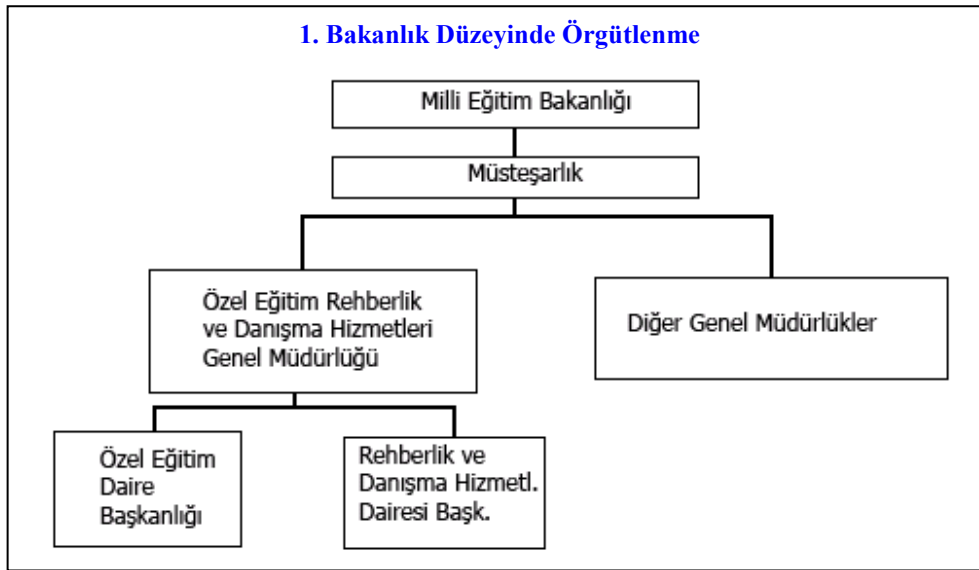 1. Bakanlık Düzeyinde Örgütlenme
Milli Eğitim Bakanlığı
Müsteşarlık
Özel Eğitim Rehberlik
ve Danışma Hizmetleri
Genel Müdürlüğü
Diğer Genel Müdürlükler
Özel Eğitim
Daire
Başkanlığı
Rehberlik ve
Danışma Hizmetl.
Dairesi Başk.